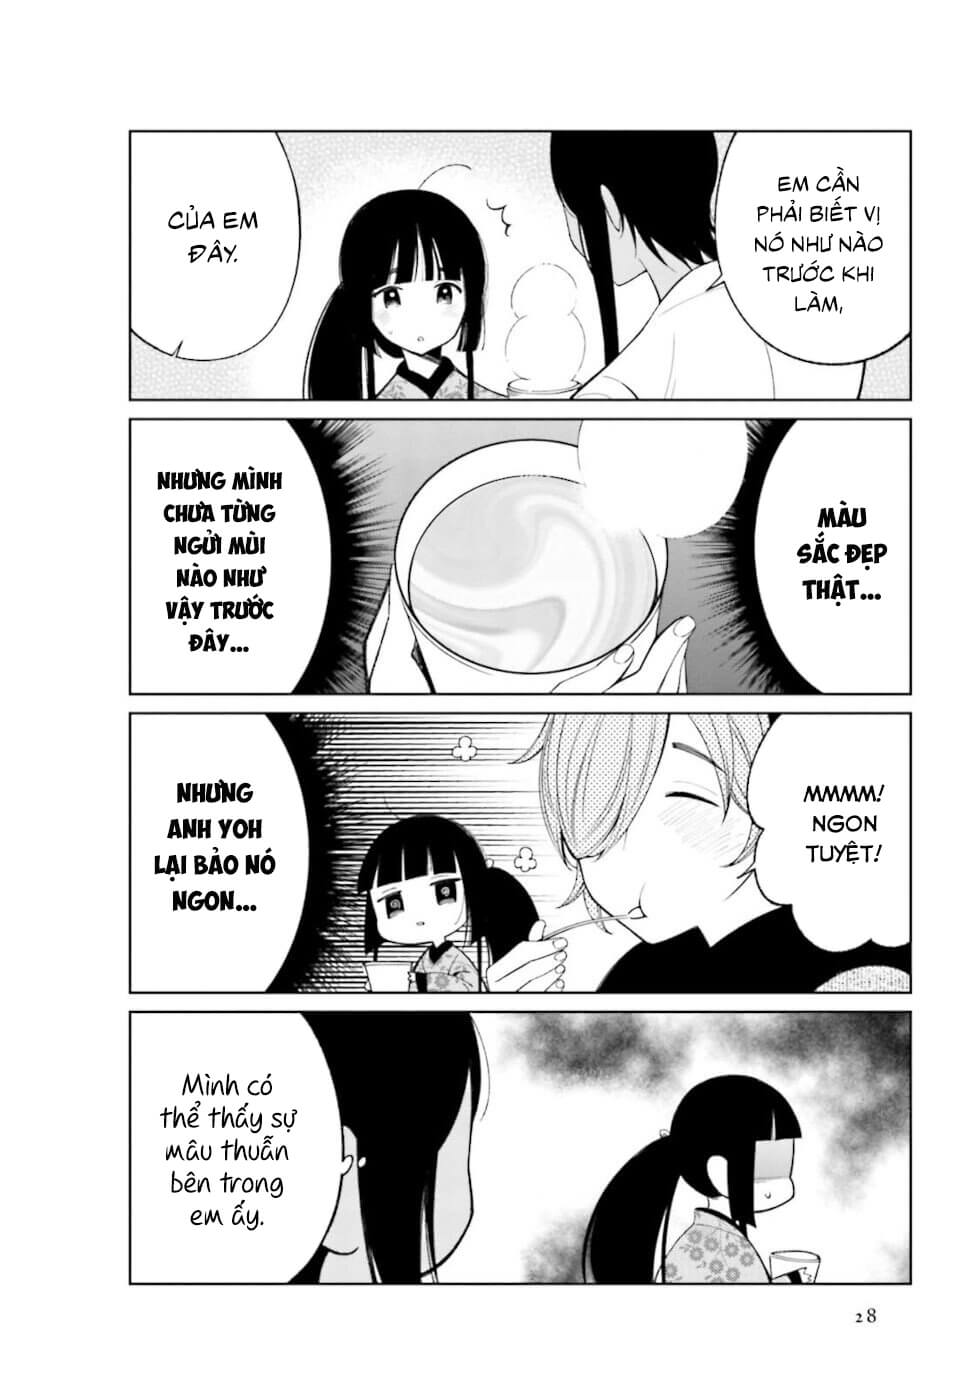 EM CẦN
PHẢI BIẾT VỊ
NÓ NHƯ NÀO
TRƯỚC KHI
LÀM,
CỦA EM
ĐÂY.
MÀU
SẮC ĐẸP
THẬT...
NHƯNG MÌNH
CHƯA TỪNG
NGỬI MÙI
NÀO NHƯ
VẬY TRƯỚC
ĐÂY...
MMMM!
NGON
TUYỆT!
NHƯNG
ANH YOH
LẠI BẢO NÓ
NGON...
Mình có
thể thấy sự
mâu thuẫn
bên trong
em ấy.
28